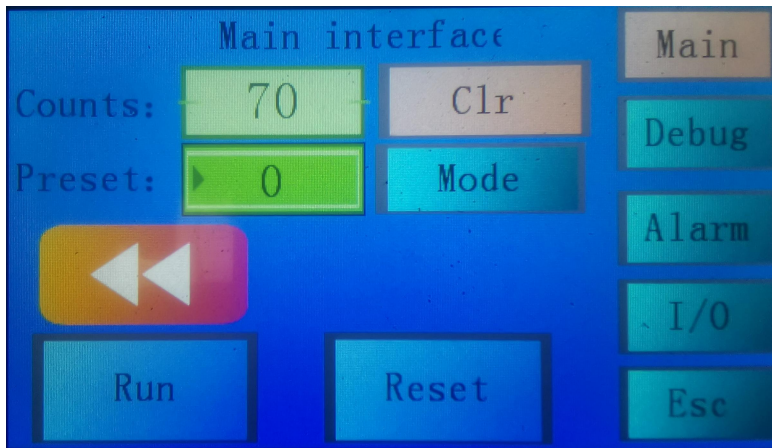 Main interface
Main
Counts: 70 Clr
Debug
Preset: 0 Mode
Alarm
I/O
Run Reset
Esc